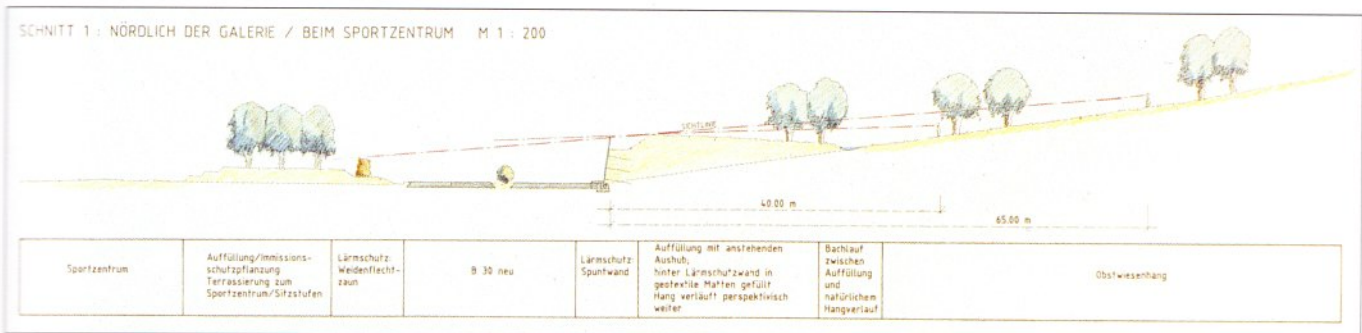 SCHNITT 1 : NÖRDLICH DER GALERIE / BEIM SPORTZENTRUM M 1 : 200
SICHTLINIE
40.00 m
65.00 m
Sportzentrum
Auffüllung/Immissions-
schutzpflanzung
Terrassierung zum
Sportzentrum/Sitzstufen
Lärmschutz:
Weidenflecht-
zaun
B 30 neu
Lärmschutz:
Spuntwand
Auffüllung mit anstehenden
Aushub,
hinter Lärmschutzwand in
geotextile Matten gefüllt
Hang verläuft perspektivisch
weiter
Bachlauf
zwischen
Auffüllung
und
natürlichem
Hangverlauf
Obstwiesenhang